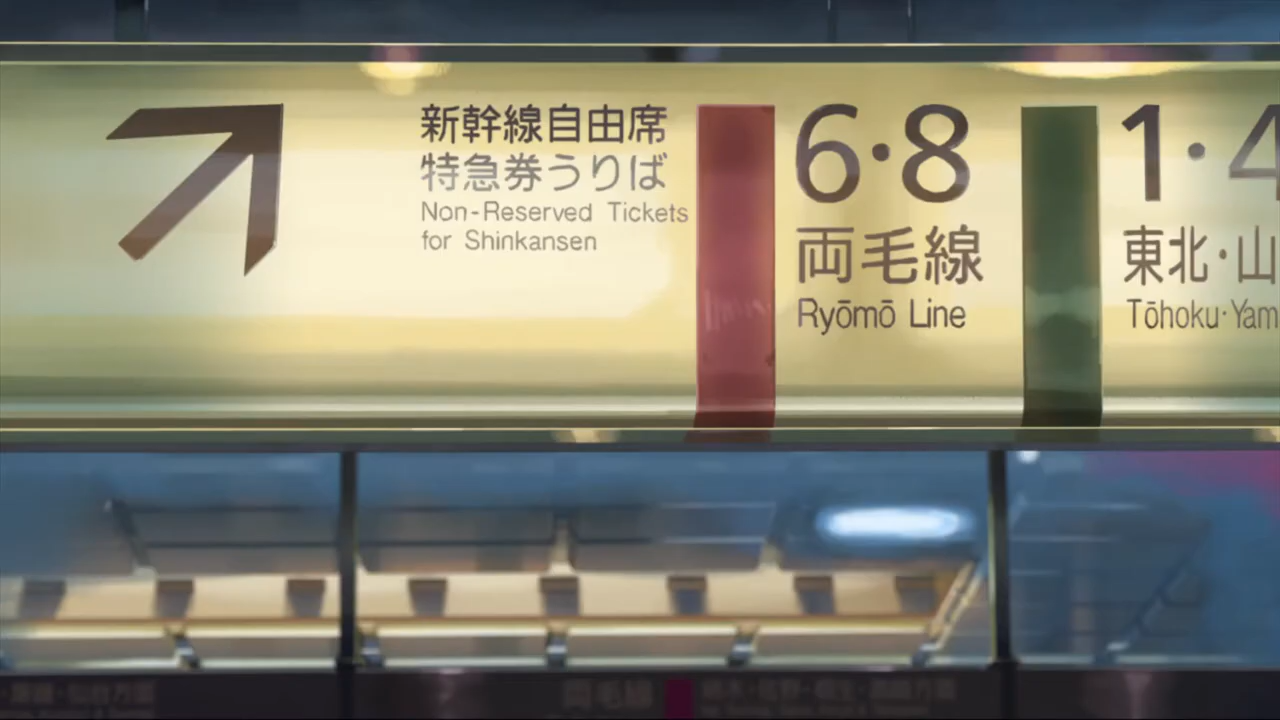 新幹線自由席
特急券うりば
Non-Reserved Tickets
for Shinkansen
6・8
両毛線
Ryōmō Line
1・4
東北・山
Tōhoku・Yam